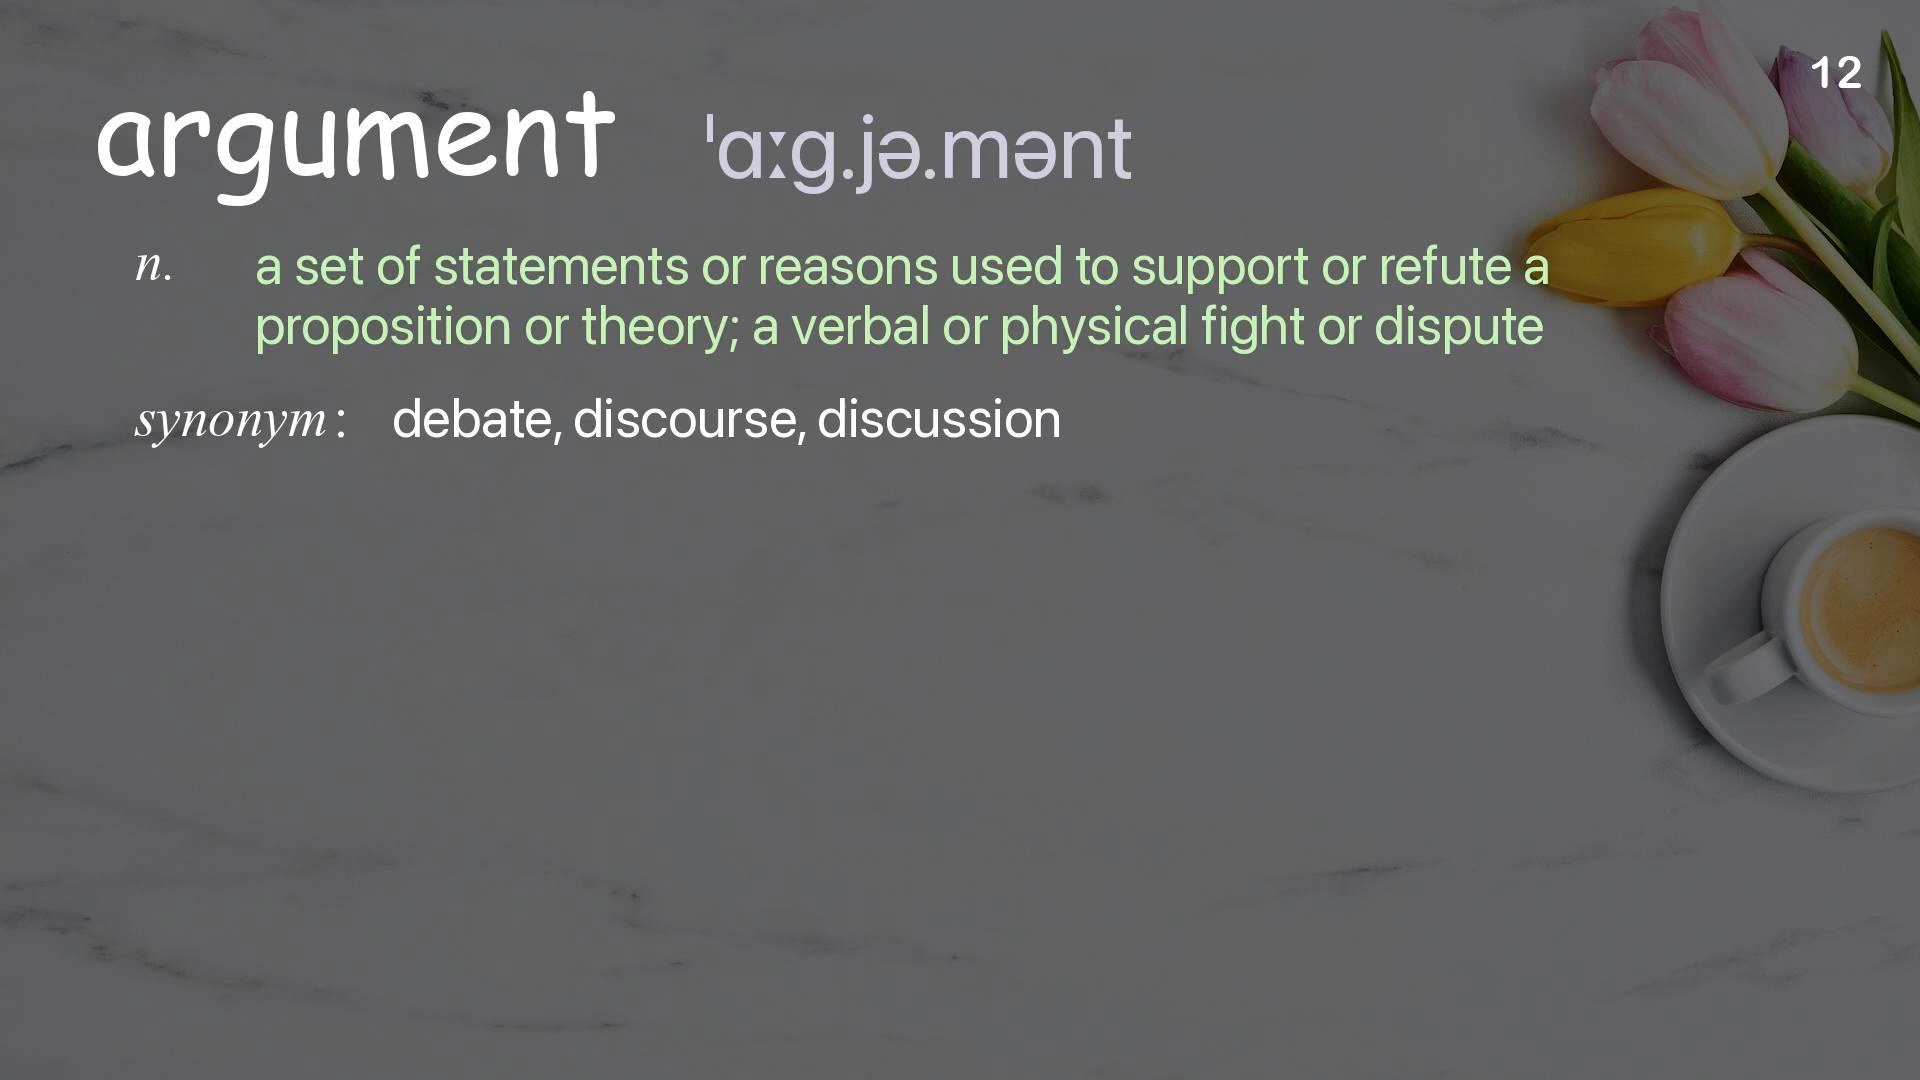 12
argument ˈɑːɡ.jə.mənt
n. a set of statements or reasons used to support or refute a
proposition or theory; a verbal or physical fight or dispute
synonym: debate, discourse, discussion